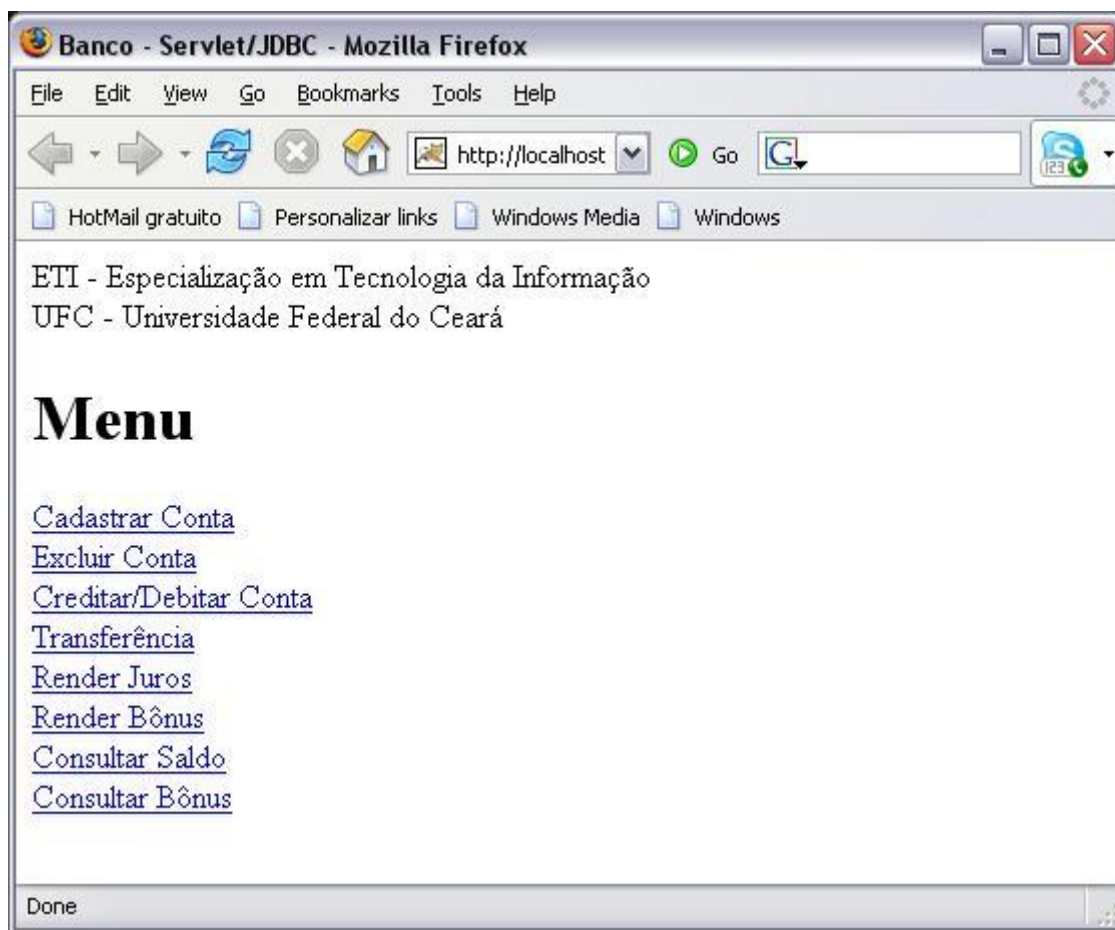 Banco - Servlet/JDBC - Mozilla Firefox
File Edit View Go Bookmarks Tools Help
http://localhost Go G
HotMail gratuito Personalizar links Windows Media Windows
ETI - Especialização em Tecnologia da Informação
UFC - Universidade Federal do Ceará
Menu
Cadastrar Conta
Excluir Conta
Creditar/Debitar Conta
Transferência
Render Juros
Render Bônus
Consultar Saldo
Consultar Bônus
Done